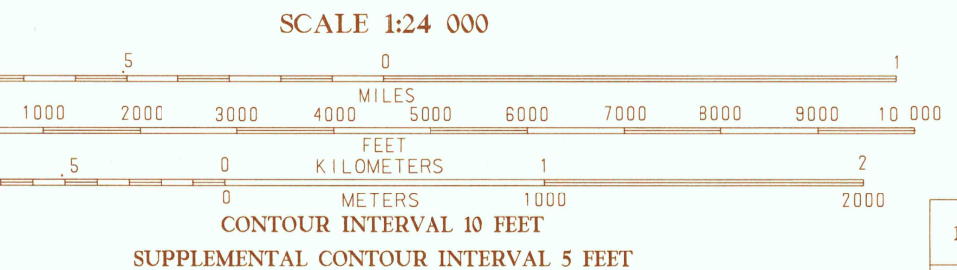 SCALE 1:24 000
.5 0 1
MILES
1000 2000 3000 4000 5000 6000 7000 8000 9000 10 000
FEET
.5 0 KILOMETERS 1 2
0 METERS 1000 2000
CONTOUR INTERVAL 10 FEET
SUPPLEMENTAL CONTOUR INTERVAL 5 FEET
1